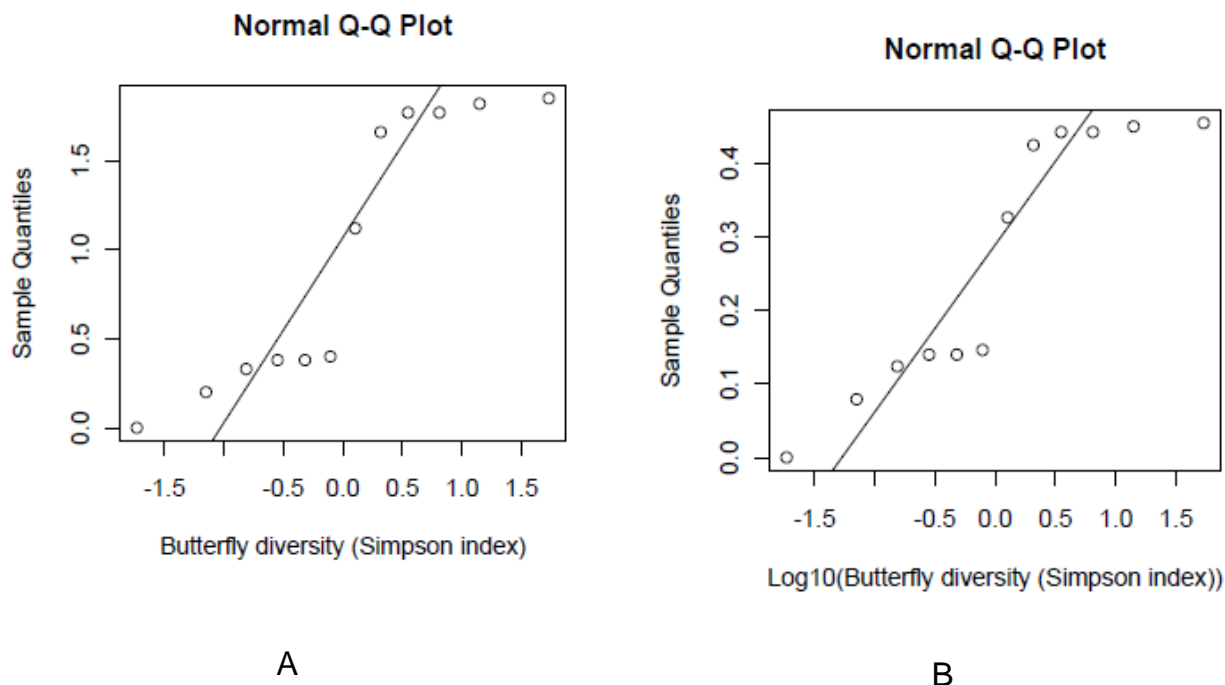 Normal Q-Q Plot
Sample Quantiles
0.0 0.5 1.0 1.5
-1.5 -0.5 0.0 0.5 1.0 1.5
Butterfly diversity (Simpson index)
A
Normal Q-Q Plot
Sample Quantiles
0.0 0.1 0.2 0.3 0.4
-1.5 -0.5 0.0 0.5 1.0 1.5
Log10(Butterfly diversity (Simpson index))
B